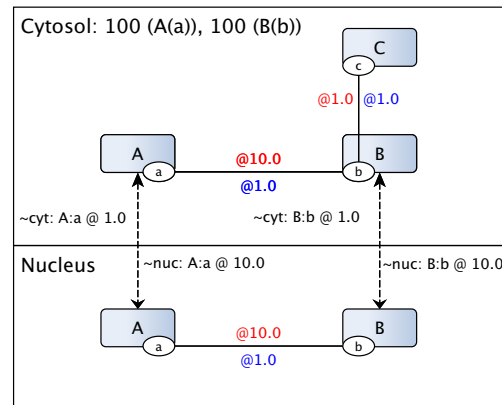 Cytosol: 100 (A(a)), 100 (B(b))
C
c
@1.0 @1.0
A @10.0 B
a b
@1.0
~cyt: A:a @ 1.0 ~cyt: B:b @ 1.0
Nucleus
~nuc: A:a @ 10.0 ~nuc: B:b @ 10.0
A @10.0 B
a b
@1.0